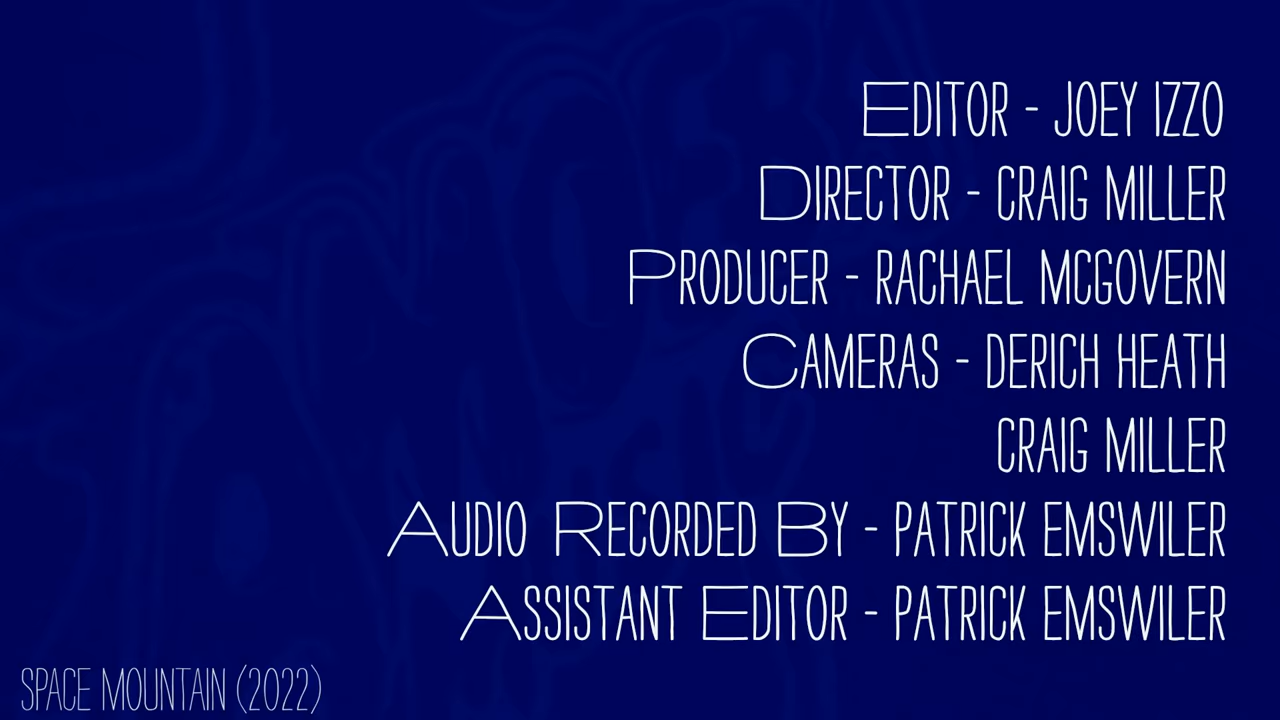 Editor - JOEY IZZO
Director - CRAIG MILLER
Producer - RACHAEL MCGOVERN
Cameras - DERICH HEATH
CRAIG MILLER
Audio Recorded By - PATRICK EMSWILER
Assistant Editor - PATRICK EMSWILER
SPACE MOUNTAIN (2022)